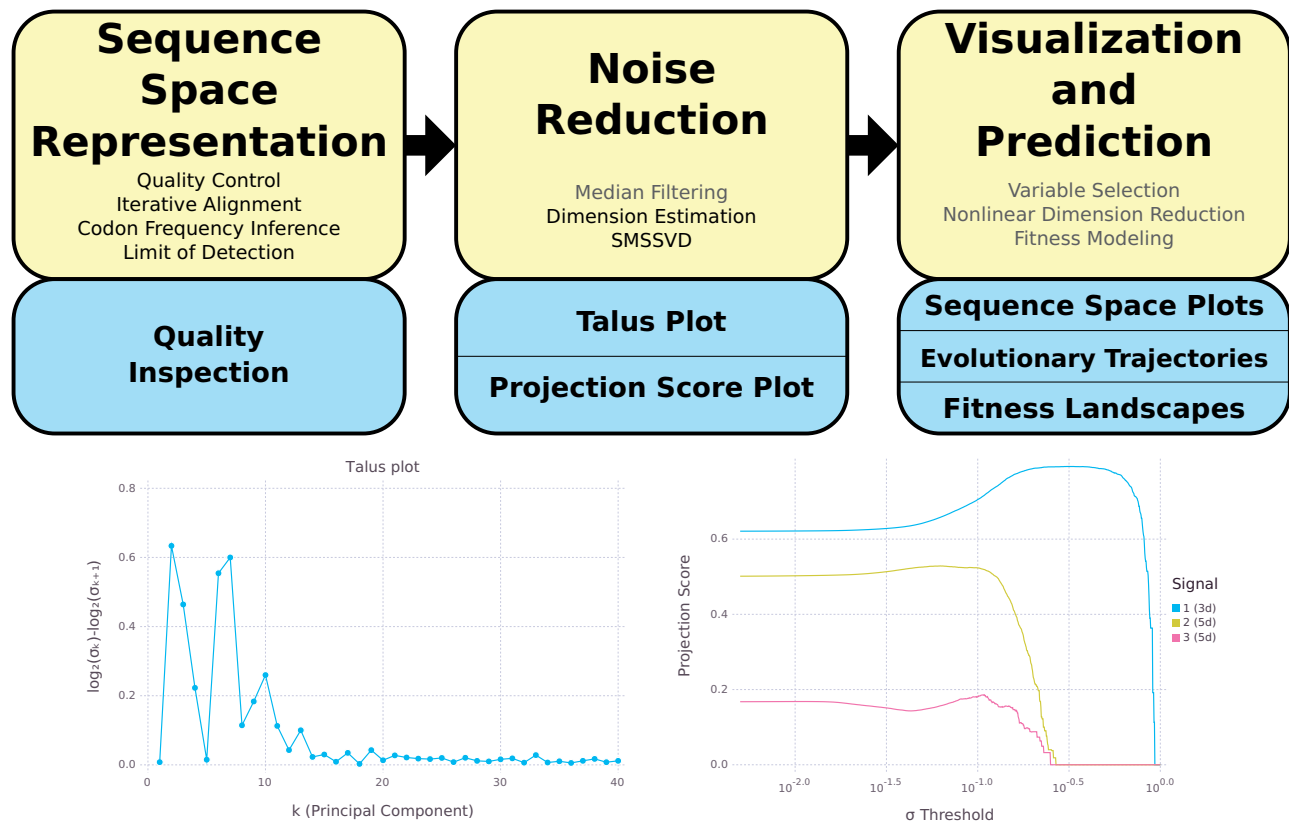 Sequence
Space
Representation
Quality Control
Iterative Alignment
Codon Frequency Inference
Limit of Detection
Quality
Inspection
Noise
Reduction
Median Filtering
Dimension Estimation
SMSSVD
Talus Plot
Projection Score Plot
Visualization
and
Prediction
Variable Selection
Nonlinear Dimension Reduction
Fitness Modeling
Sequence Space Plots
Evolutionary Trajectories
Fitness Landscapes
Talus plot
log₂(σₖ)-log₂(σₖ₊₁)
0.8
0.6
0.4
0.2
0.0
0 10 20 30 40
k (Principal Component)
Projection Score
0.6
0.4
0.2
0.0
10^-2.0 10^-1.5 10^-1.0 10^-0.5 10^0.0
σ Threshold
Signal
1 (3d)
2 (5d)
3 (5d)